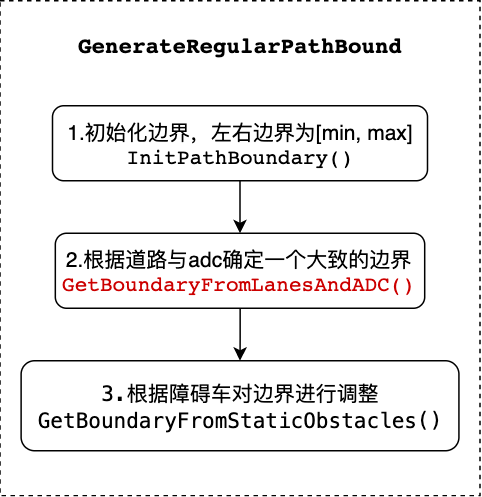 GenerateRegularPathBound
1.初始化边界，左右边界为[min, max]
InitPathBoundary()
2.根据道路与adc确定一个大致的边界
GetBoundaryFromLanesAndADC()
3.根据障碍车对边界进行调整
GetBoundaryFromStaticObstacles()